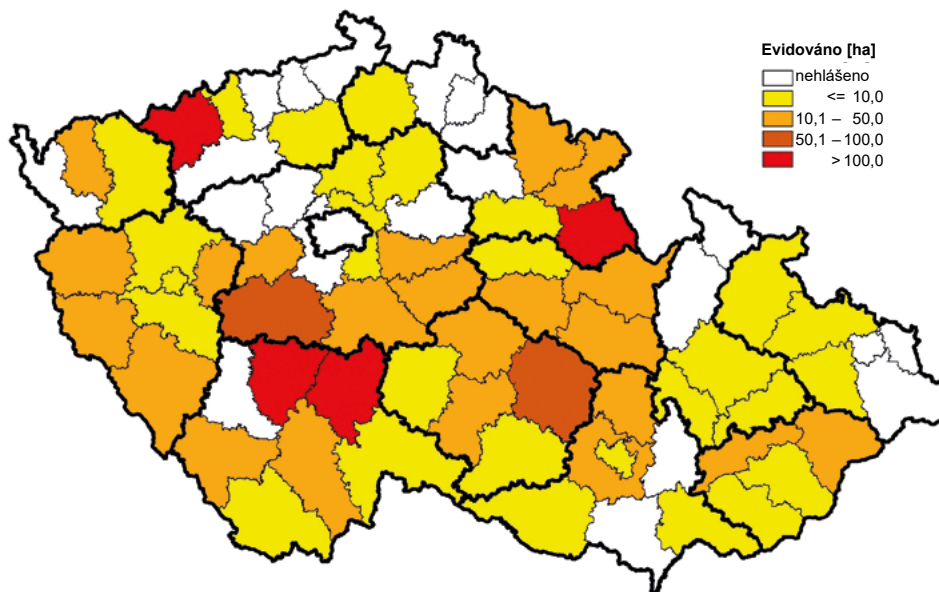 Evidováno [ha]
nehlášeno
<= 10,0
10,1 – 50,0
50,1 – 100,0
> 100,0